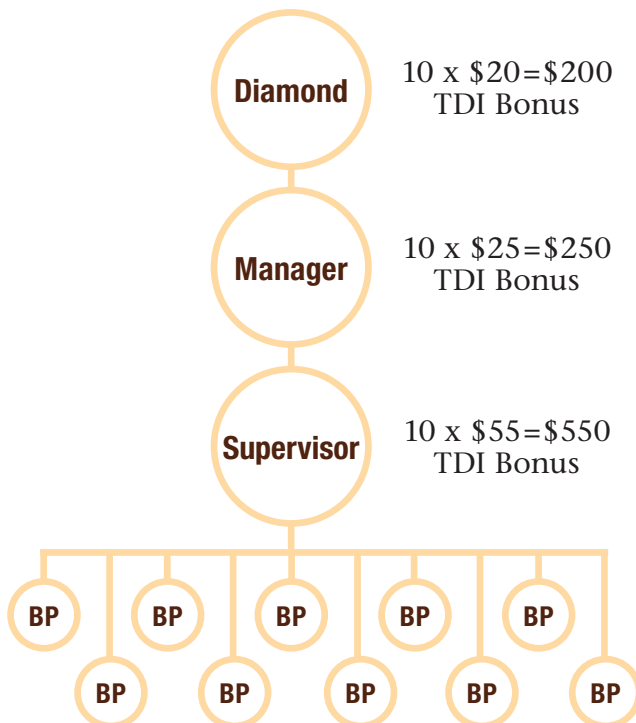 Diamond
10 x $20=$200
TDI Bonus
Manager
10 x $25=$250
TDI Bonus
Supervisor
10 x $55=$550
TDI Bonus
BP
BP
BP
BP
BP
BP
BP
BP
BP
BP